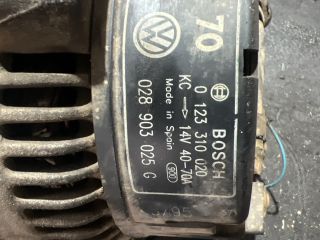 70
BOSCH
0 123 310 020
KC → 14V 40-70A
Made in Spain
028 903 025 G